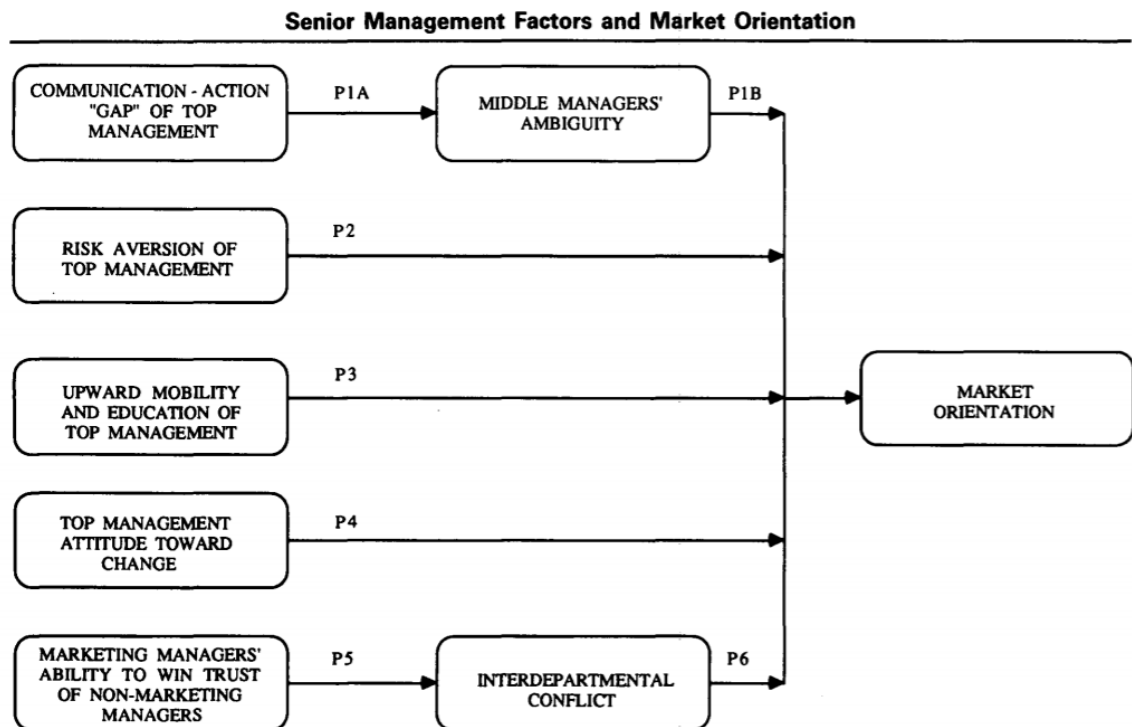 Senior Management Factors and Market Orientation
COMMUNICATION - ACTION
"GAP" OF TOP
MANAGEMENT
P1A
MIDDLE MANAGERS'
AMBIGUITY
P1B
RISK AVERSION OF
TOP MANAGEMENT
P2
UPWARD MOBILITY
AND EDUCATION OF
TOP MANAGEMENT
P3
MARKET
ORIENTATION
TOP MANAGEMENT
ATTITUDE TOWARD
CHANGE
P4
MARKETING MANAGERS'
ABILITY TO WIN TRUST
OF NON-MARKETING
MANAGERS
P5
INTERDEPARTMENTAL
CONFLICT
P6